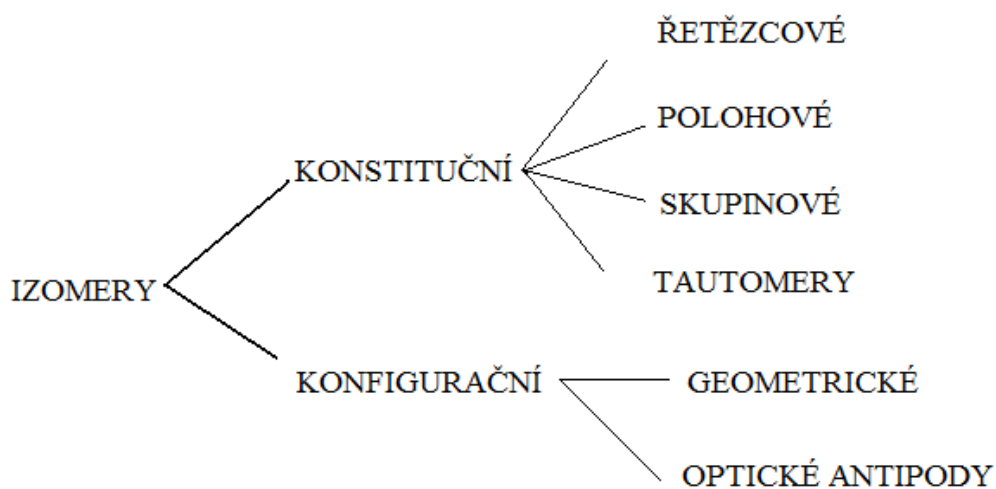 ŘETĚZCOVÉ
POLOHOVÉ
KONSTITUČNÍ
SKUPINOVÉ
TAUTOMERY
IZOMERY
KONFIGURAČNÍ
GEOMETRICKÉ
OPTICKÉ ANTIPODY